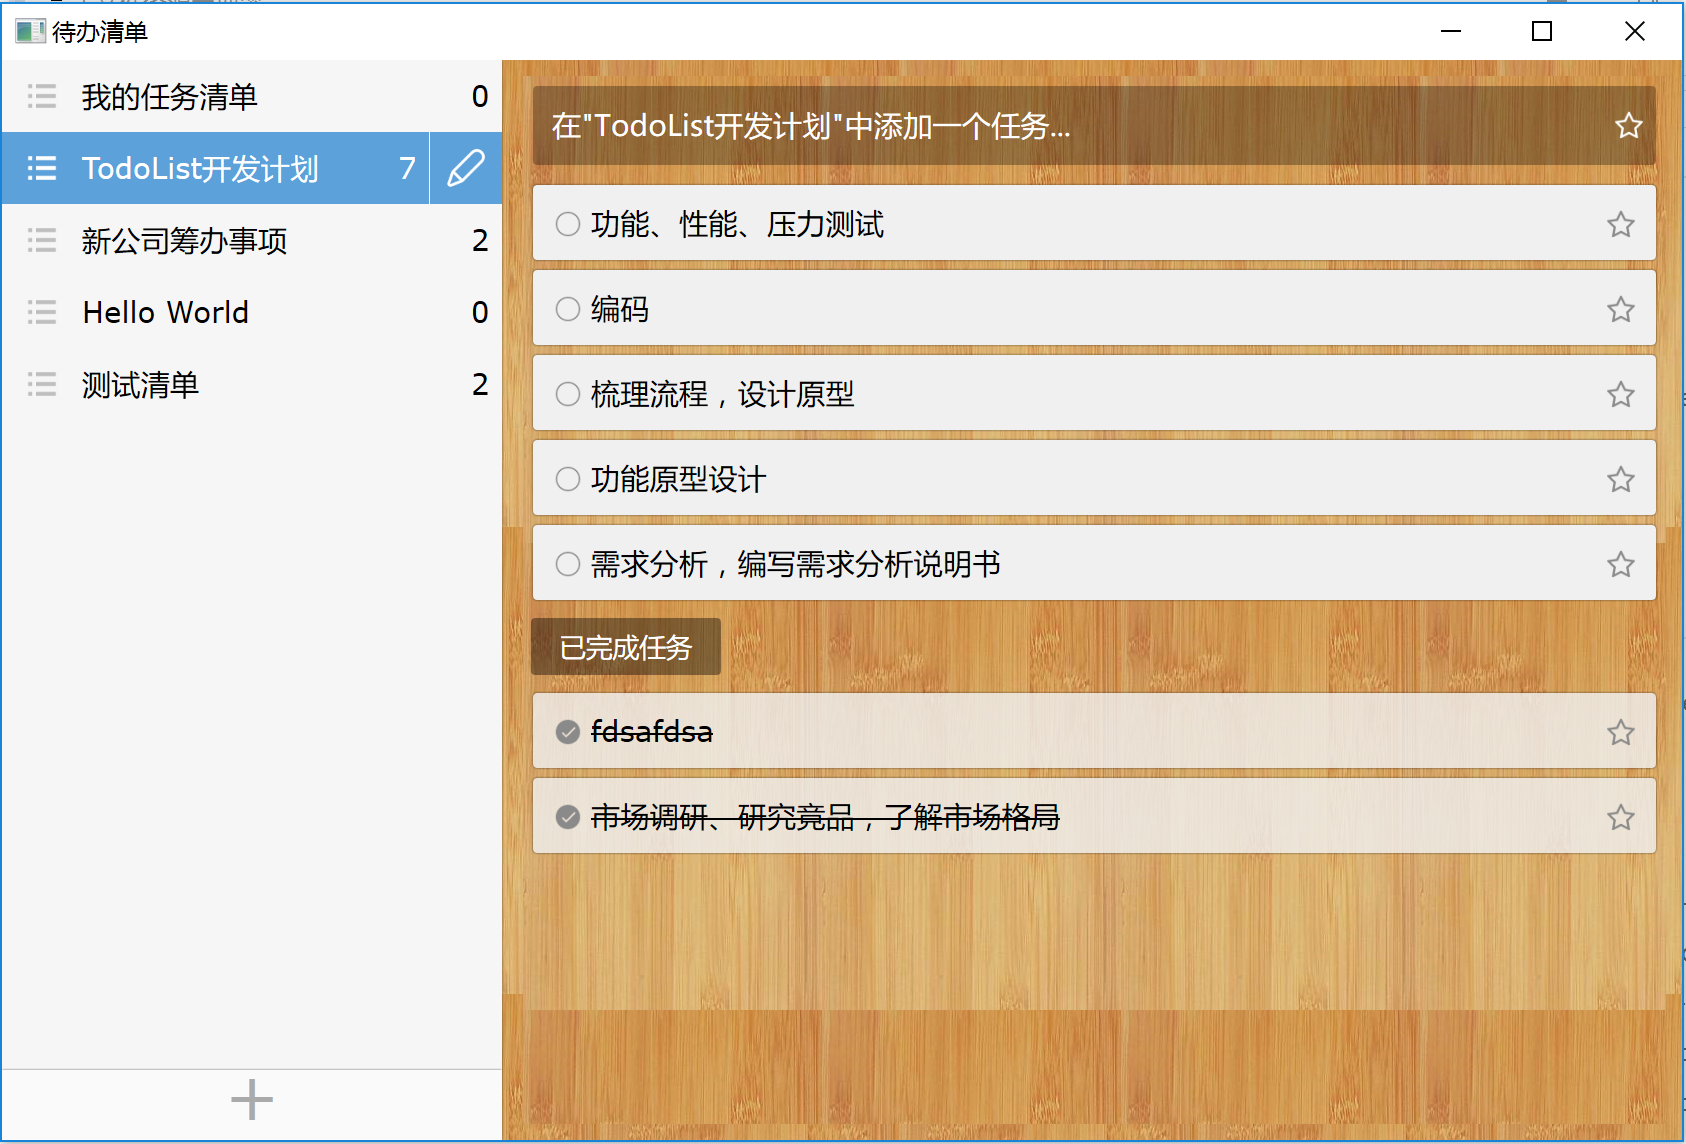 待办清单
我的任务清单 0
TodoList开发计划 7
新公司筹办事项 2
Hello World 0
测试清单 2
在"TodoList开发计划"中添加一个任务...
功能、性能、压力测试
编码
梳理流程，设计原型
功能原型设计
需求分析，编写需求分析说明书
已完成任务
fdsafdsa
市场调研、研究竞品，了解市场格局